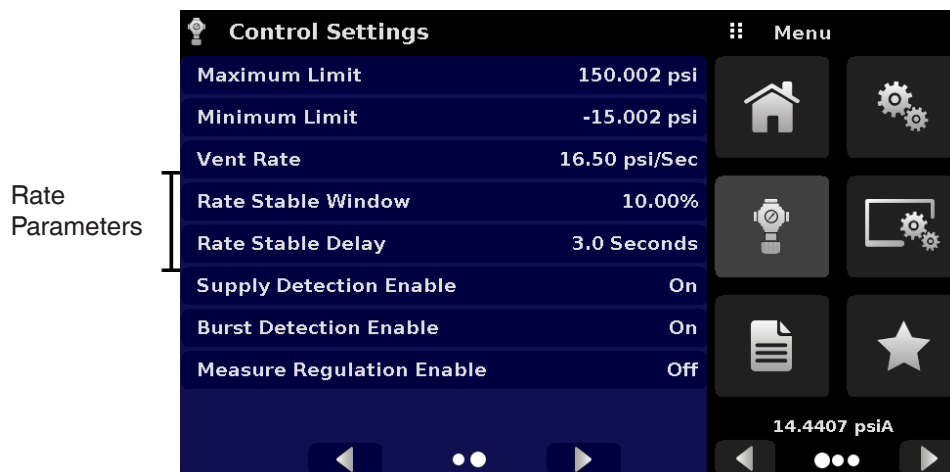 Control Settings
Menu
Maximum Limit 150.002 psi
Minimum Limit -15.002 psi
Vent Rate 16.50 psi/Sec
Rate Stable Window 10.00%
Rate Stable Delay 3.0 Seconds
Supply Detection Enable On
Burst Detection Enable On
Measure Regulation Enable Off
Rate
Parameters
14.4407 psiA